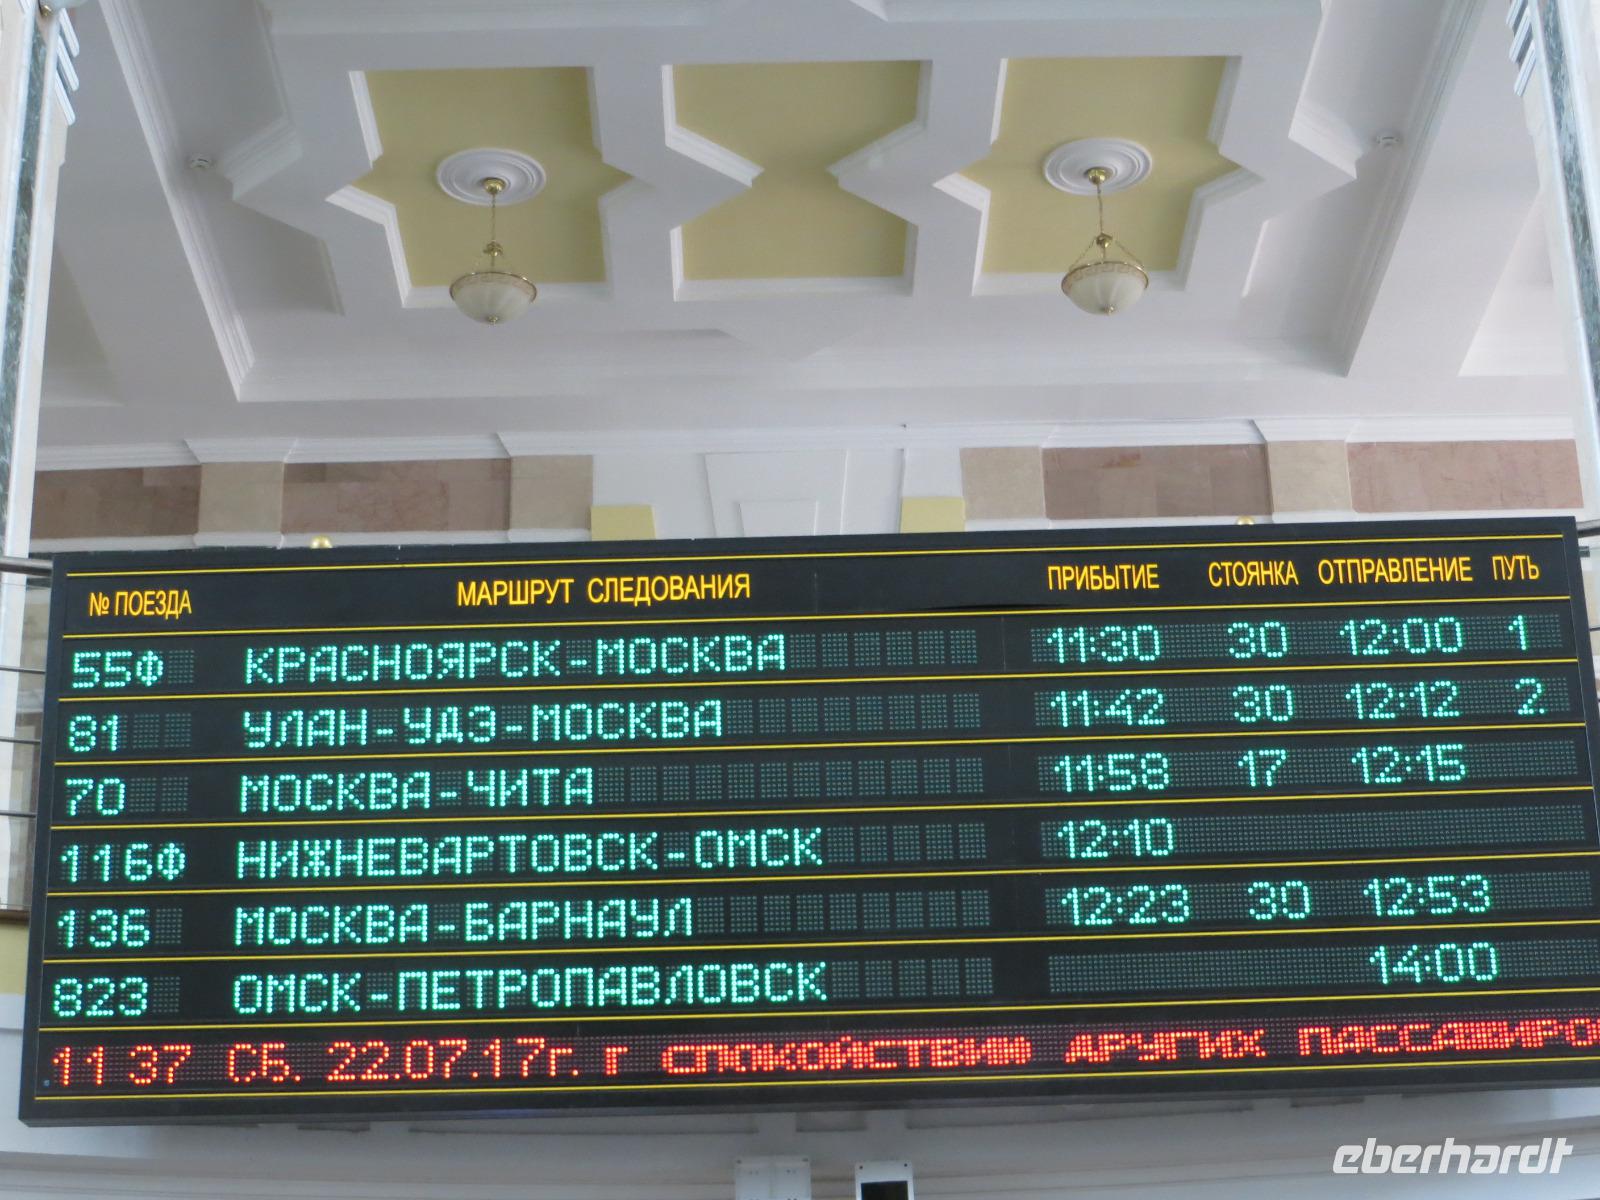 № ПОЕЗДА МАРШРУТ СЛЕДОВАНИЯ ПРИБЫТИЕ СТОЯНКА ОТПРАВЛЕНИЕ ПУТЬ
55Ф КРАСНОЯРСК-МОСКВА 11:30 30 12:00 1
81 УЛАН-УДЭ-МОСКВА 11:42 30 12:12 2
70 МОСКВА-ЧИТА 11:58 17 12:15
116Ф НИЖНЕВАРТОВСК-ОМСК 12:10
136 МОСКВА-БАРНАУЛ 12:23 30 12:53
823 ОМСК-ПЕТРОПАВЛОВСК 14:00
11 37 Сб. 22.07.17г. г СПОКОЙСТВИЮ ДРУГИХ ПАССАЖИРОВ
eberhardt